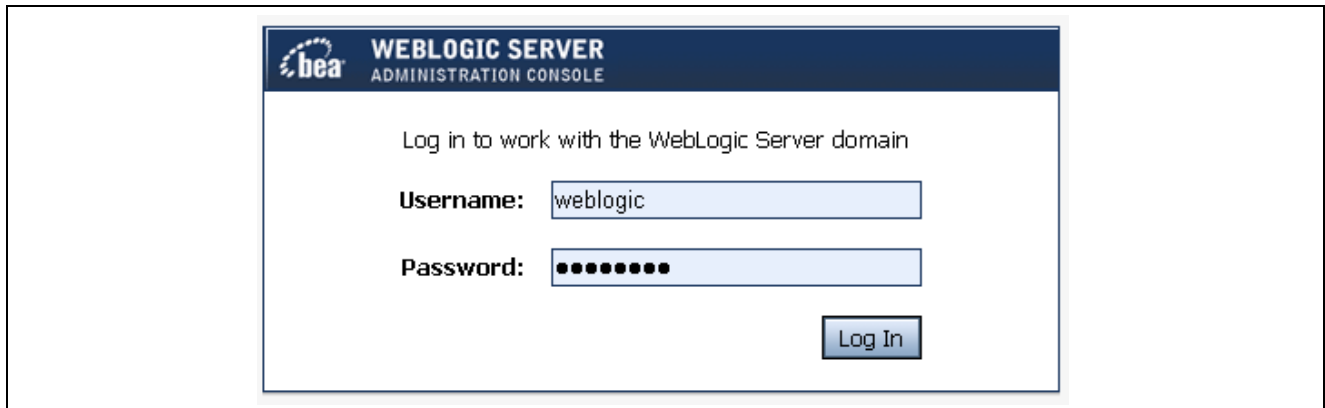 bea WEBLOGIC SERVER
ADMINISTRATION CONSOLE
Log in to work with the WebLogic Server domain
Username: weblogic
Password: ●●●●●●●●
Log In